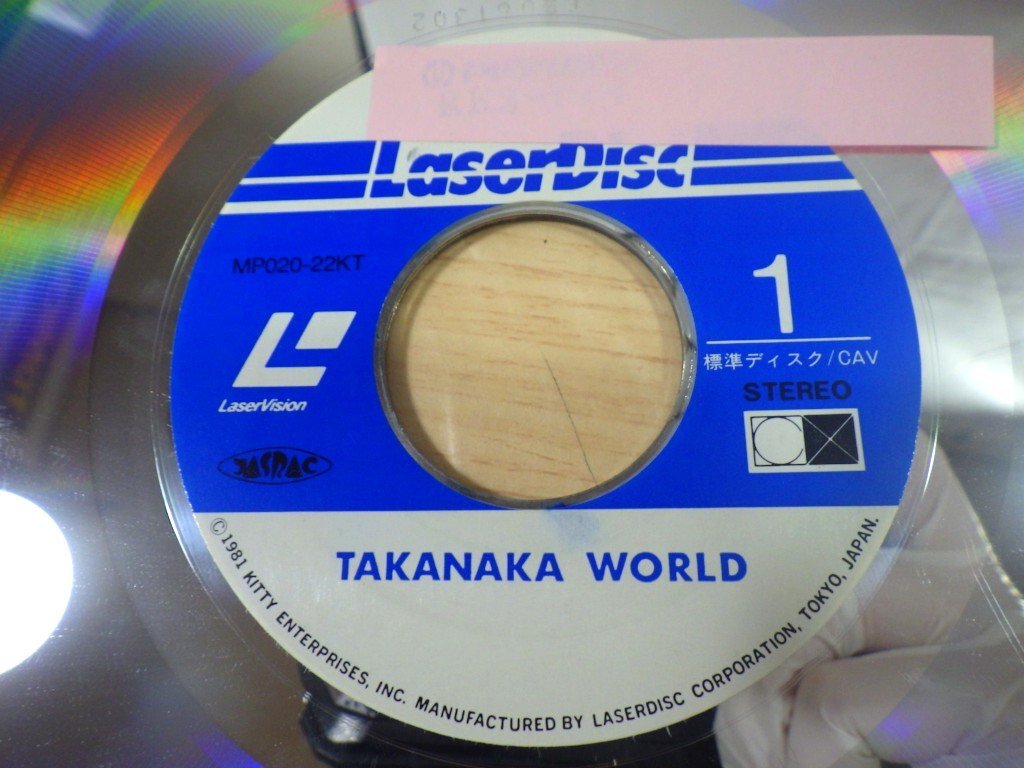 LaserDisc
MP020-22KT
1
標準ディスク/CAV
STEREO
LaserVision
JASRAC
TAKANAKA WORLD
©1981 KITTY ENTERPRISES, INC. MANUFACTURED BY LASERDISC CORPORATION, TOKYO, JAPAN.